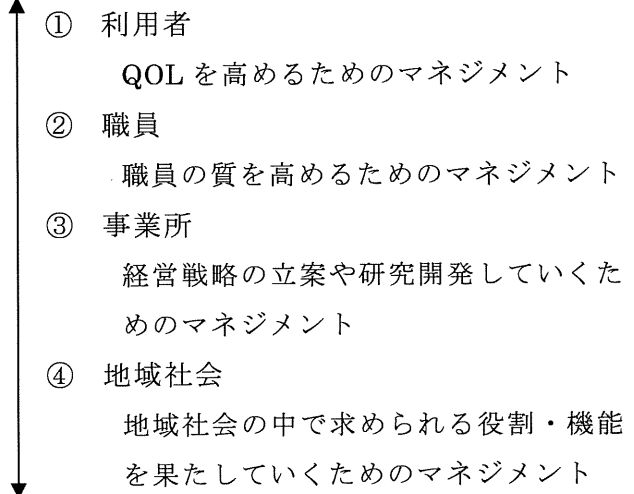 ① 利用者
QOLを高めるためのマネジメント
② 職員
職員の質を高めるためのマネジメント
③ 事業所
経営戦略の立案や研究開発していくた
めのマネジメント
④ 地域社会
地域社会の中で求められる役割・機能
を果たしていくためのマネジメント